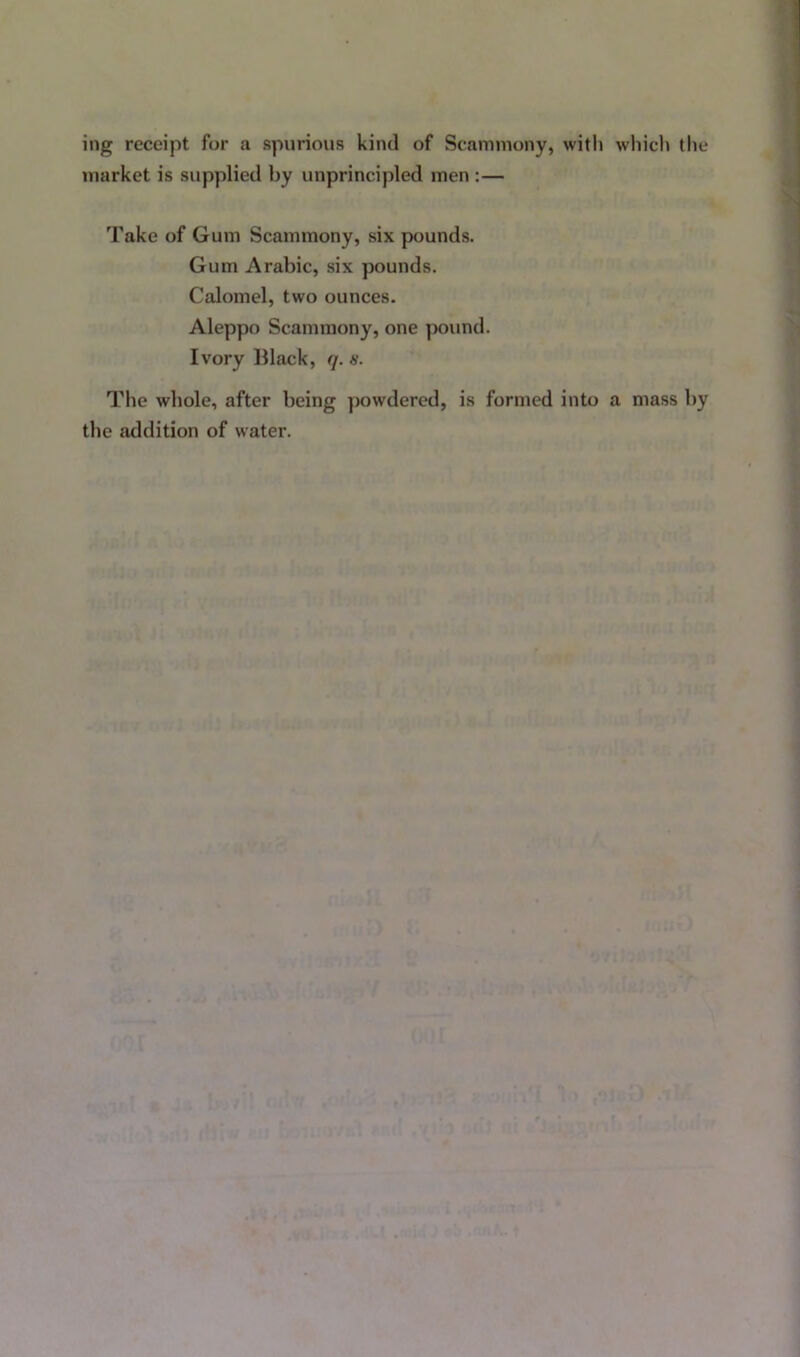 ing receipt for a spurious kind of Scammony, with which the
market is supplied by unprincipled men :—
Take of Gum Scammony, six pounds.
Gum Arabic, six pounds.
Calomel, two ounces.
Aleppo Scammony, one pound.
Ivory Black, q. s.
The whole, after being powdered, is formed into a mass by
the addition of water.